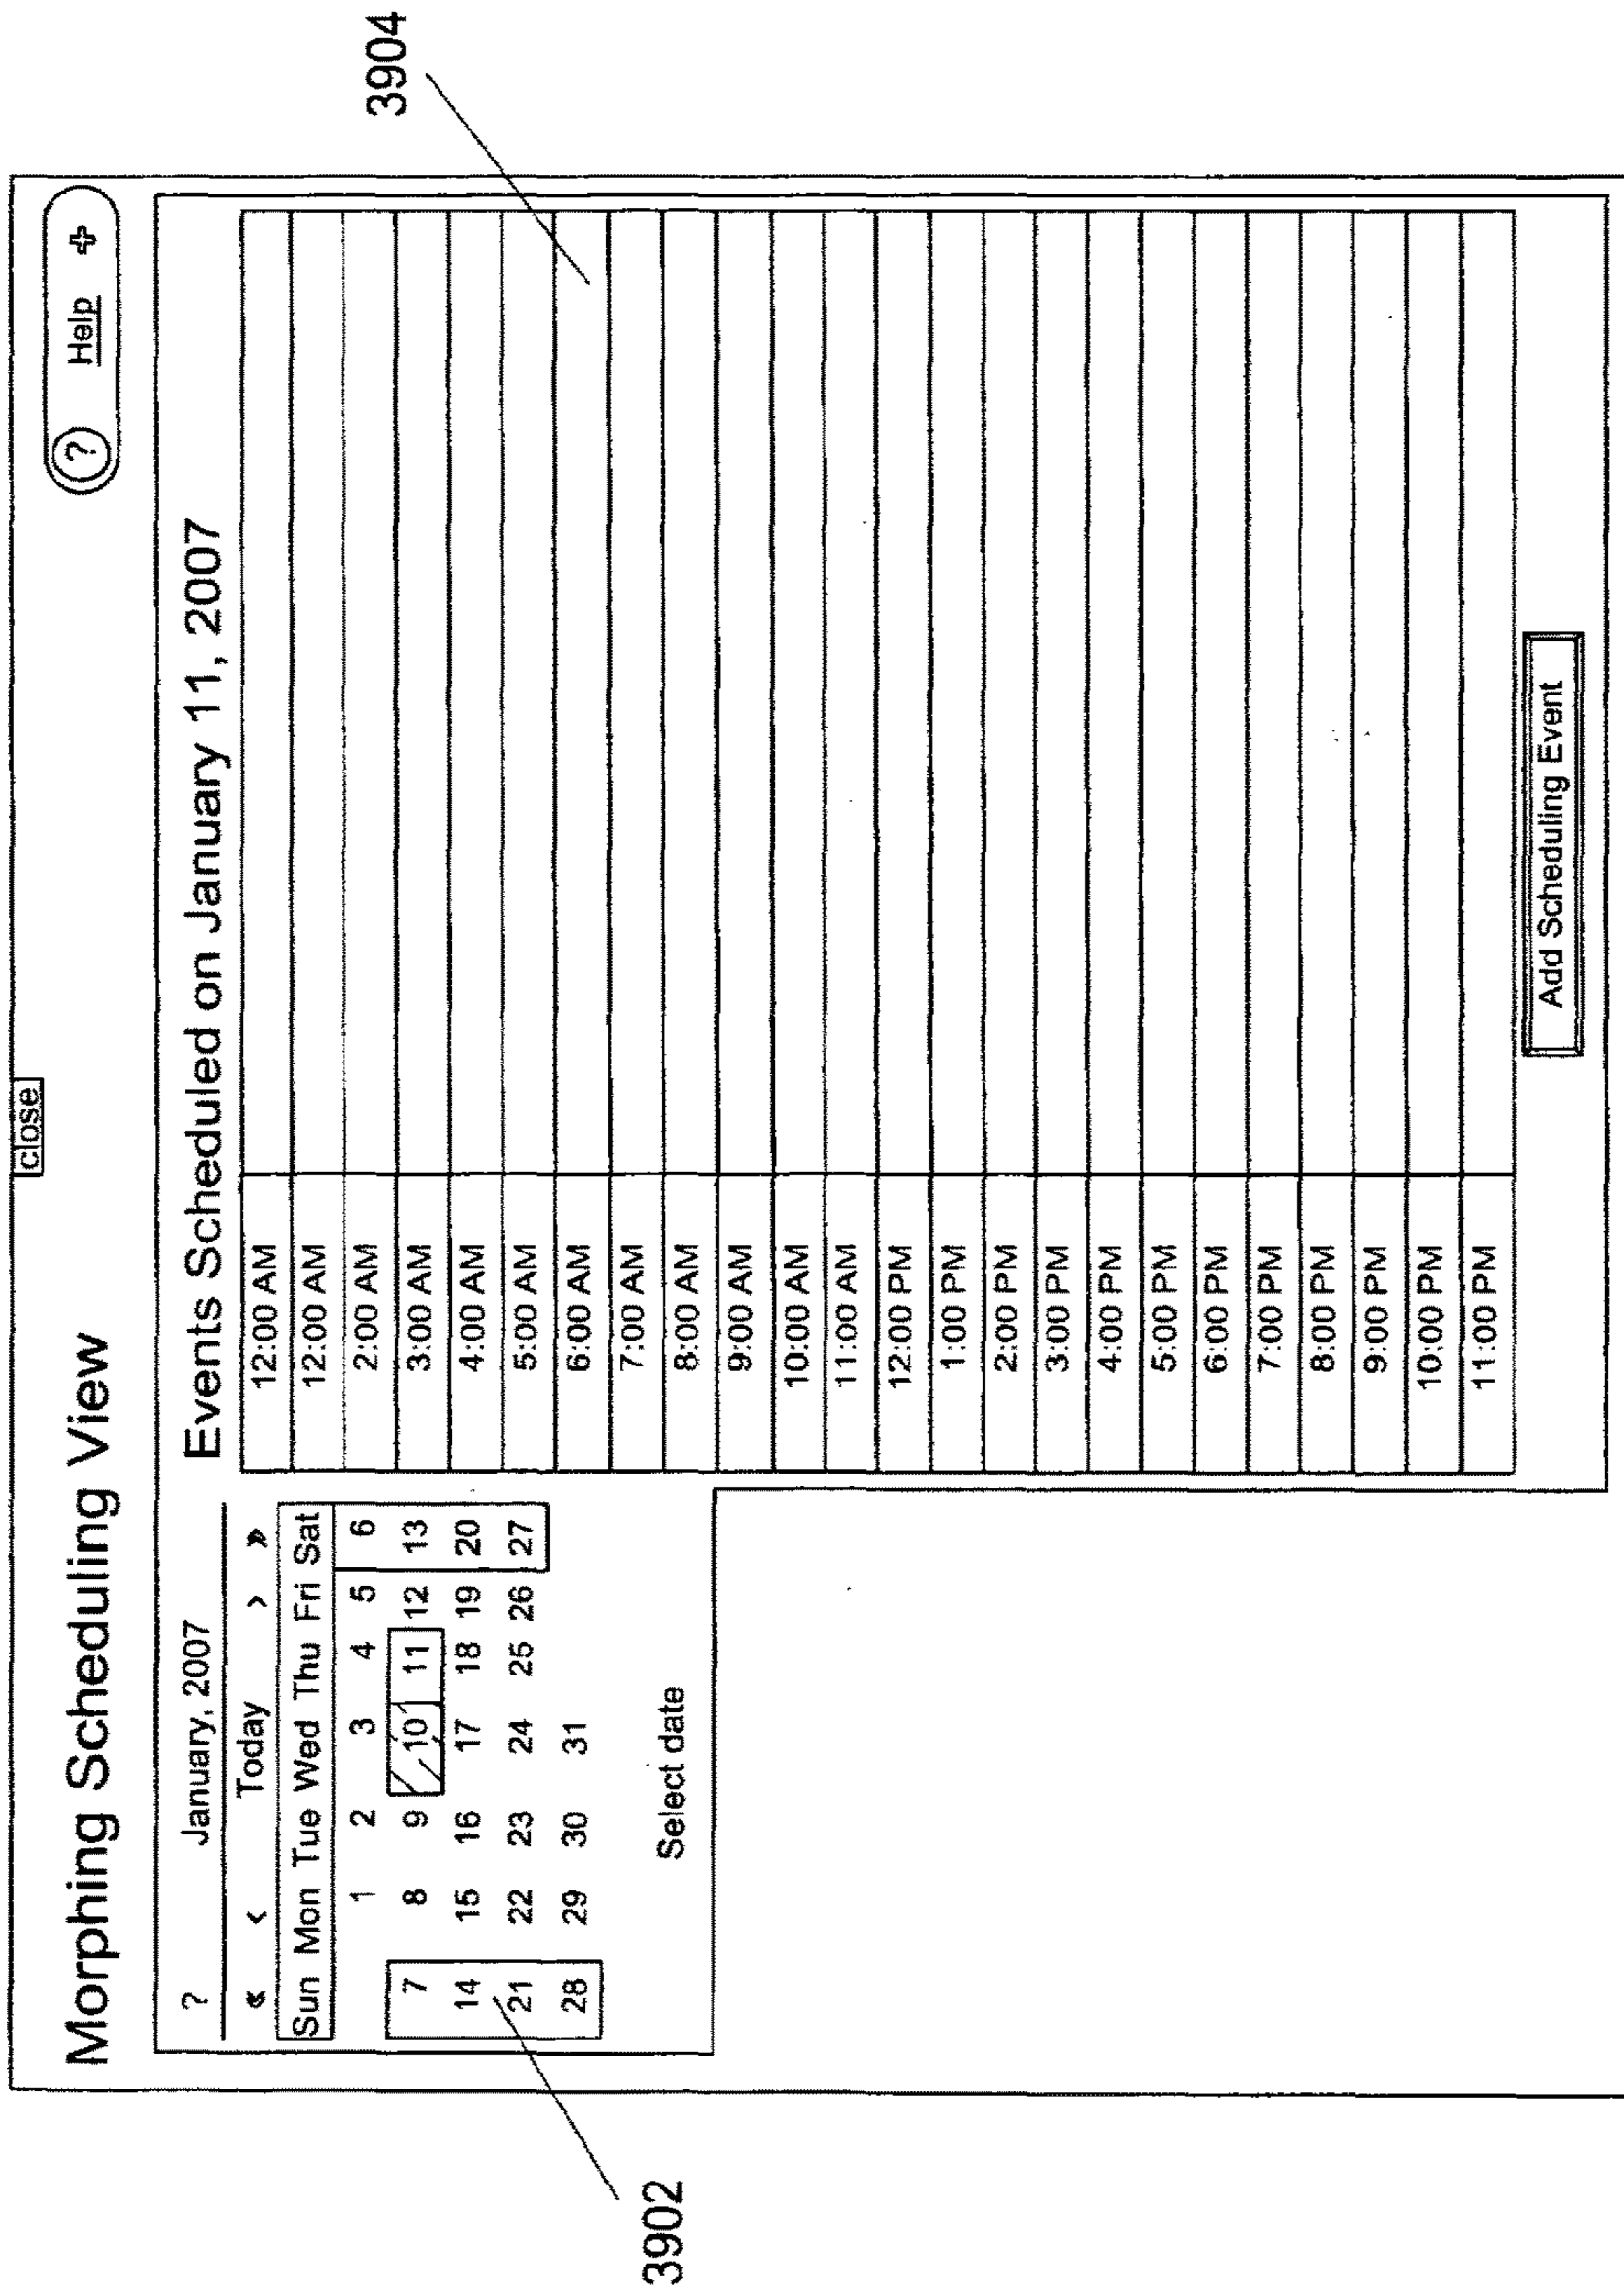 close
Morphing Scheduling View
? Help
? January, 2007
« < Today > »
Sun Mon Tue Wed Thu Fri Sat
1 2 3 4 5 6
7 8 9 10 11 12 13
14 15 16 17 18 19 20
21 22 23 24 25 26 27
28 29 30 31
Select date
Events Scheduled on January 11, 2007
12:00 AM
12:00 AM
2:00 AM
3:00 AM
4:00 AM
5:00 AM
6:00 AM
7:00 AM
8:00 AM
9:00 AM
10:00 AM
11:00 AM
12:00 PM
1:00 PM
2:00 PM
3:00 PM
4:00 PM
5:00 PM
6:00 PM
7:00 PM
8:00 PM
9:00 PM
10:00 PM
11:00 PM
Add Scheduling Event
3902
3904